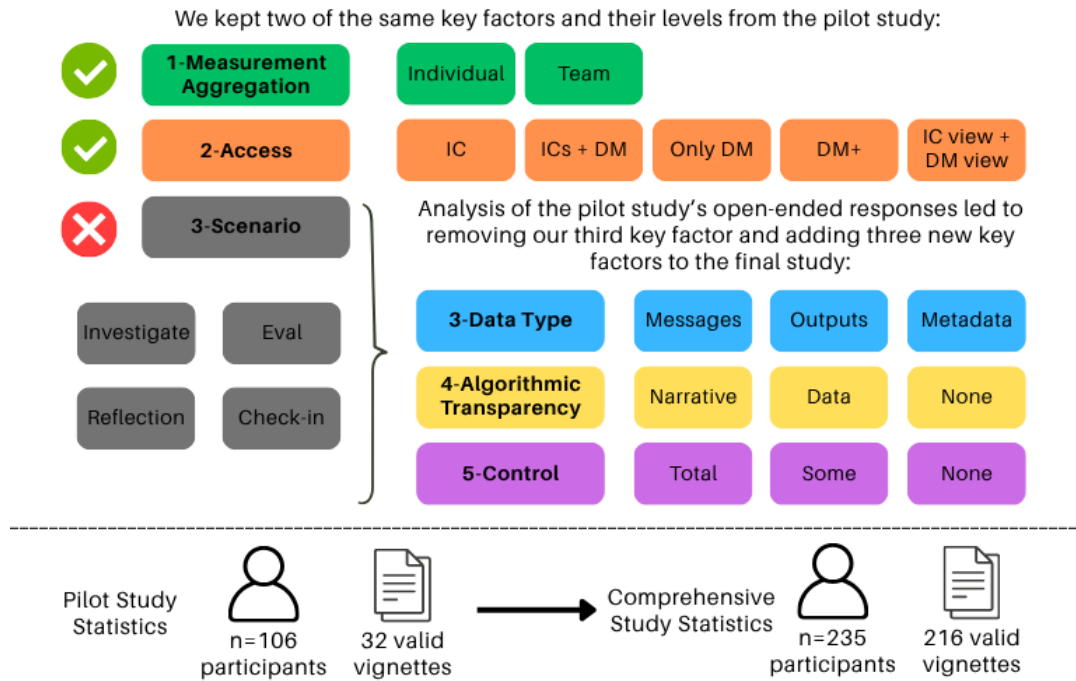 We kept two of the same key factors and their levels from the pilot study:
1-Measurement
Aggregation
Individual
Team
2-Access
IC
ICs + DM
Only DM
DM+
IC view +
DM view
3-Scenario
Analysis of the pilot study's open-ended responses led to
removing our third key factor and adding three new key
factors to the final study:
Investigate
Eval
Reflection
Check-in
3-Data Type
Messages
Outputs
Metadata
4-Algorithmic
Transparency
Narrative
Data
None
5-Control
Total
Some
None
Pilot Study
Statistics
n=106
participants
32 valid
vignettes
Comprehensive
Study Statistics
n=235
participants
216 valid
vignettes